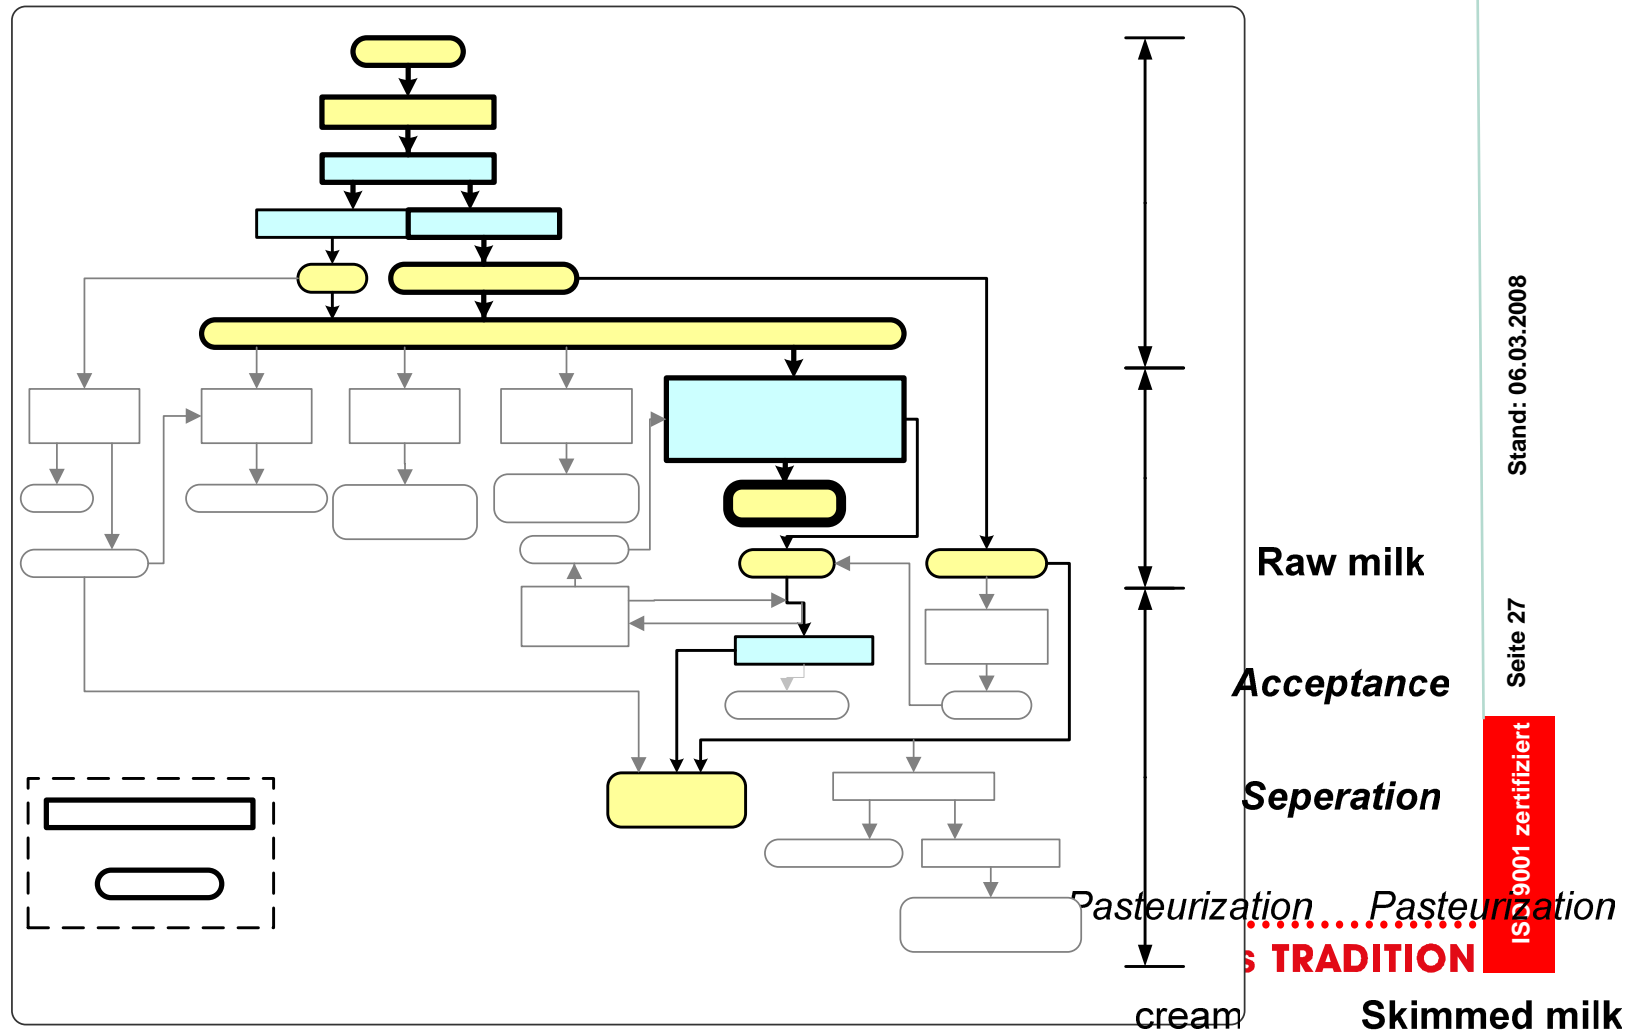 Stand: 06.03.2008
Raw milk
Seite 27
Acceptance
ISO 9001 zertifiziert
Seperation
Pasteurization Pasteurization
s TRADITION
cream Skimmed milk